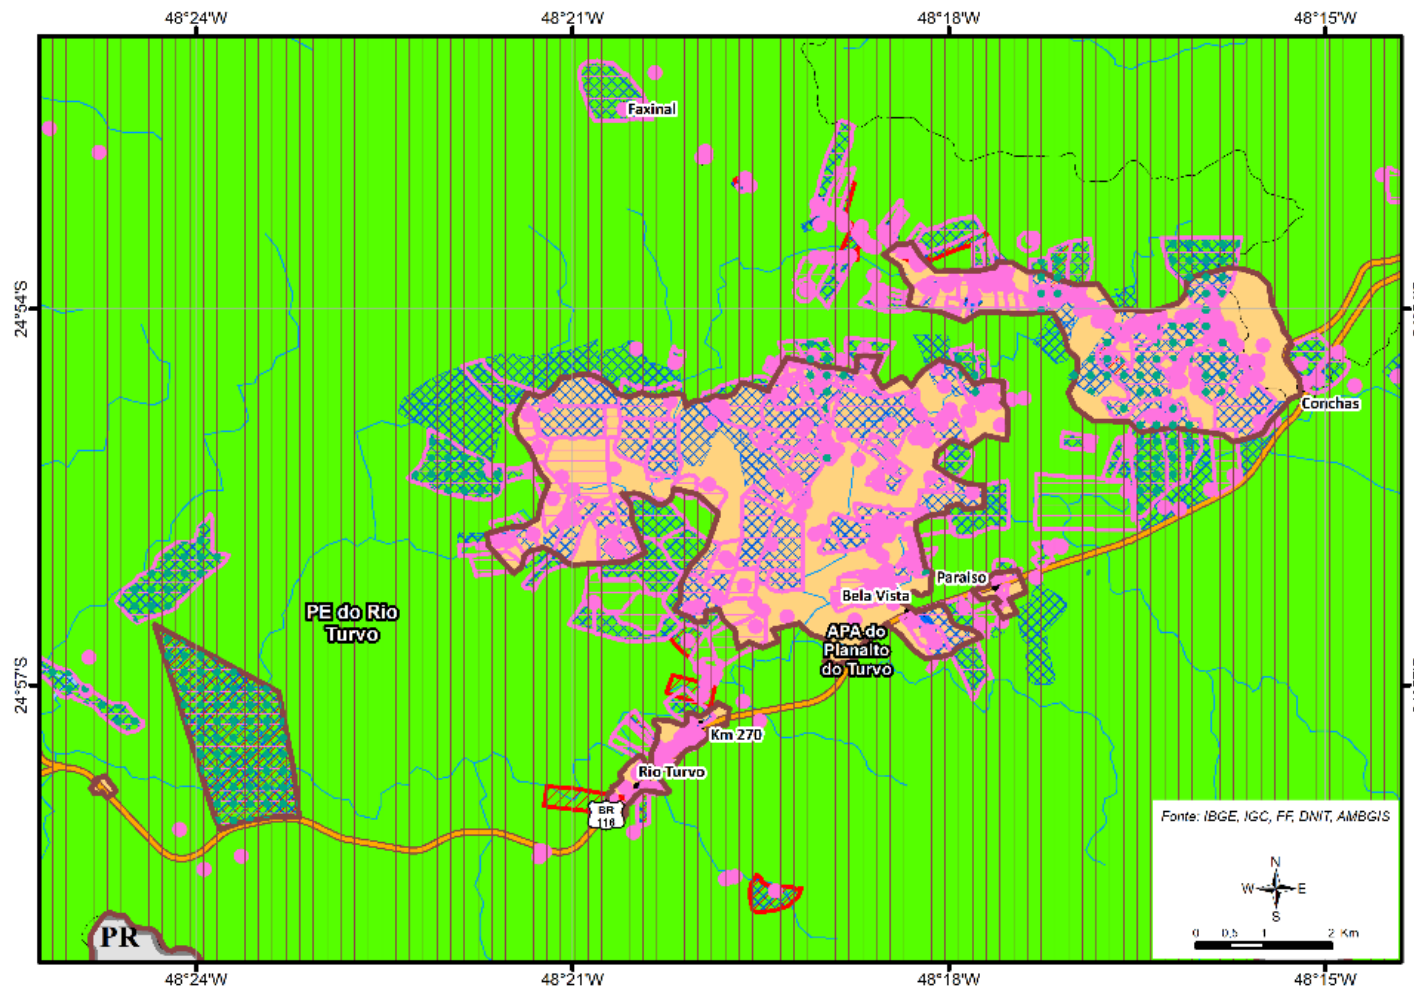 48°24'W 48°21'W 48°18'W 48°15'W
Faxinal
24°54'S
Conchas
Paraiso
Bela Vista
PE do Rio
Turvo
APA do
Planalto
do Turvo
24°57'S
Km 270
Rio Turvo
BR
116
Fonte: IBGE, IGC, FF, DNIT, AMBGIS
N
W E
S
0 0,5 1 2 Km
PR
48°24'W 48°21'W 48°18'W 48°15'W